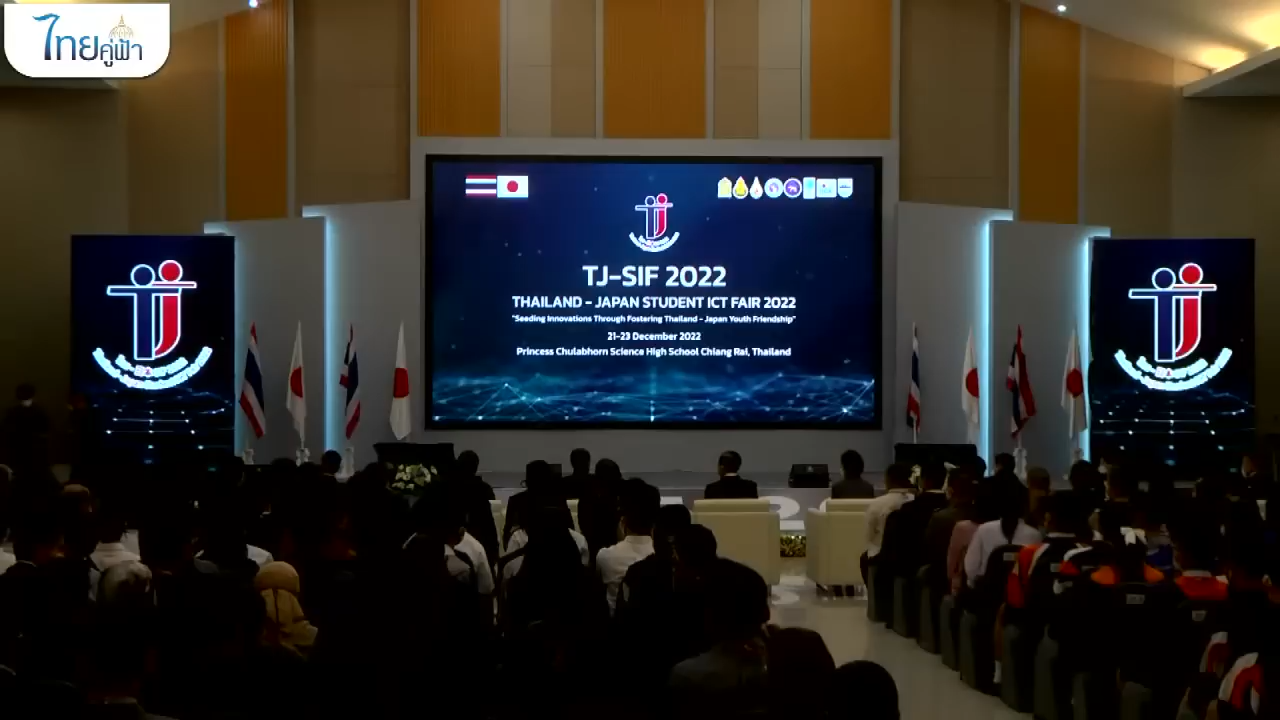 ไทยคู่ฟ้า
TJ-SIF 2022
THAILAND - JAPAN STUDENT ICT FAIR 2022
"Seeding Innovations Through Fostering Thailand - Japan Youth Friendship"
21-23 December 2022
Princess Chulabhorn Science High School Chiang Rai, Thailand